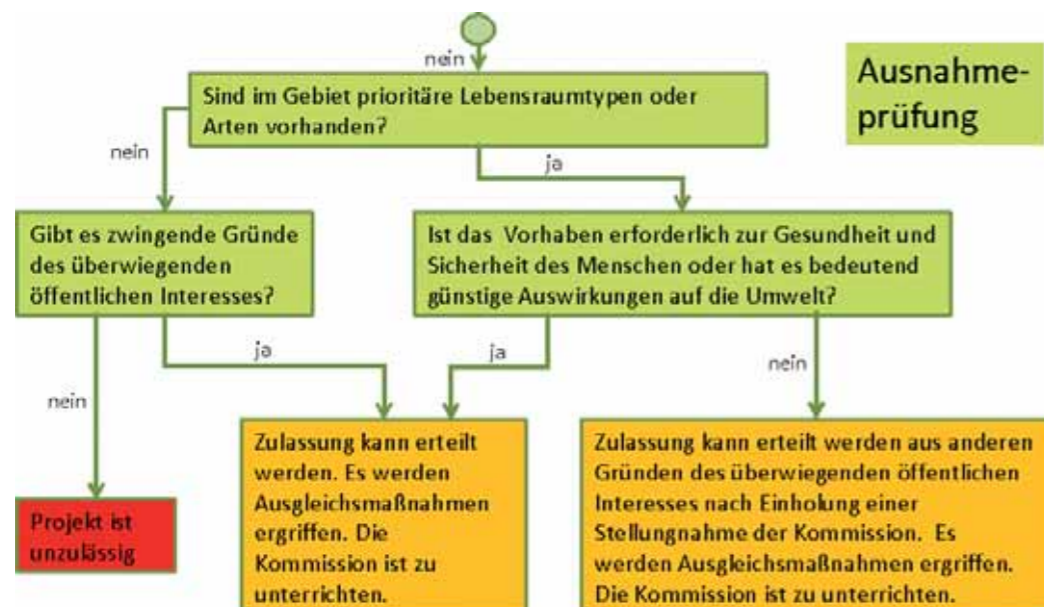 nein
Ausnahme-
prüfung
Sind im Gebiet prioritäre Lebensraumtypen oder
Arten vorhanden?
nein
ja
Gibt es zwingende Gründe
des überwiegenden
öffentlichen Interesses?
Ist das Vorhaben erforderlich zur Gesundheit und
Sicherheit des Menschen oder hat es bedeutend
günstige Auswirkungen auf die Umwelt?
nein
ja
ja
nein
Projekt ist
unzulässig
Zulassung kann erteilt
werden. Es werden
Ausgleichsmaßnahmen
ergriffen. Die
Kommission ist zu
unterrichten.
Zulassung kann erteilt werden aus anderen
Gründen des überwiegenden öffentlichen
Interesses nach Einholung einer
Stellungnahme der Kommission. Es
werden Ausgleichsmaßnahmen ergriffen.
Die Kommission ist zu unterrichten.